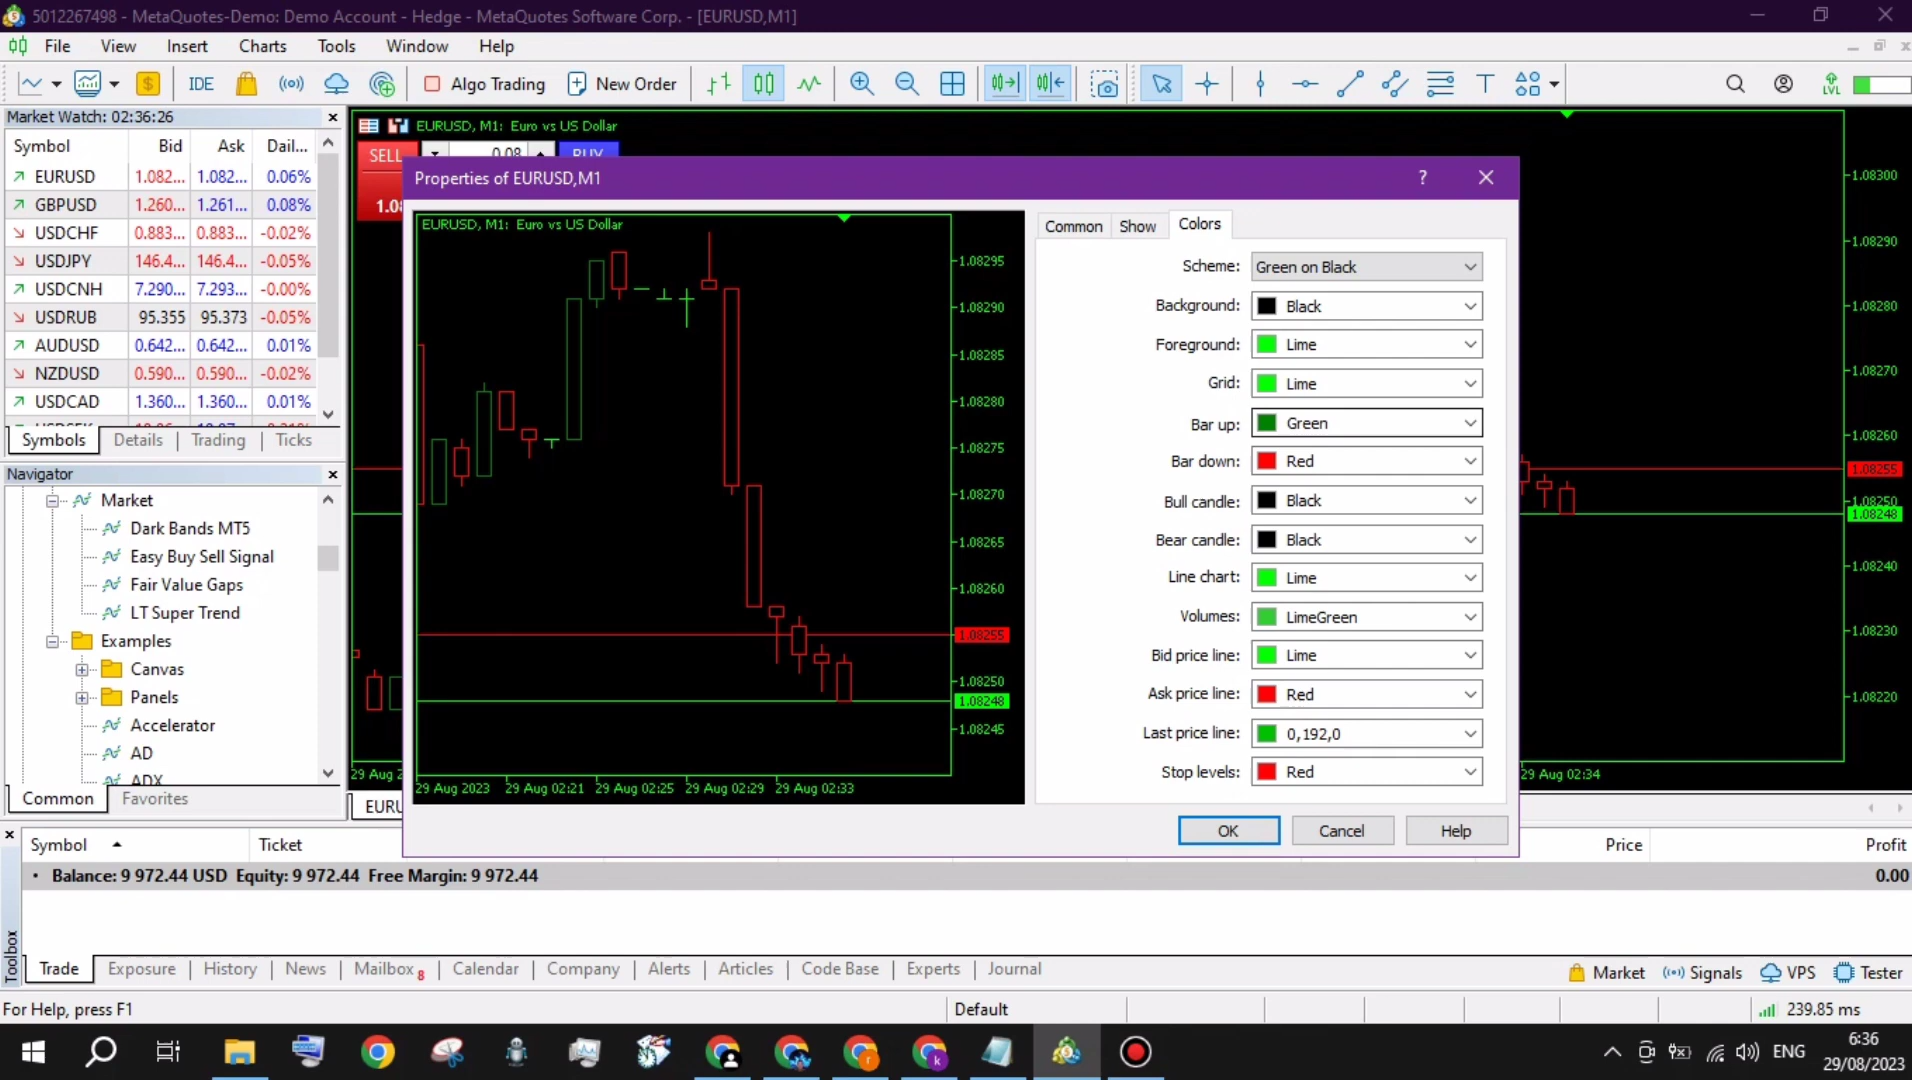 5012267498 - MetaQuotes-Demo: Demo Account - Hedge - MetaQuotes Software Corp. - [EURUSD,M1]
File View Insert Charts Tools Window Help
IDE Algo Trading New Order T LVL
Market Watch: 02:36:26
Symbol Bid Ask Dail...
EURUSD 1.082... 1.082... 0.06%
GBPUSD 1.260... 1.261... 0.08%
USDCHF 0.883... 0.883... -0.02%
USDJPY 146.4... 146.4... -0.05%
USDCNH 7.290... 7.293... -0.00%
USDRUB 95.355 95.373 -0.05%
AUDUSD 0.642... 0.642... 0.01%
NZDUSD 0.590... 0.590... -0.02%
USDCAD 1.360... 1.360... 0.01%
Symbols Details Trading Ticks
Navigator
Market
Dark Bands MT5
Easy Buy Sell Signal
Fair Value Gaps
LT Super Trend
Examples
Canvas
Panels
Accelerator
AD
ADX
Common Favorites
EURUSD, M1: Euro vs US Dollar
SELL 0.08 BUY
1.08
Properties of EURUSD,M1 ?
EURUSD, M1: Euro vs US Dollar
1.08295
1.08290
1.08285
1.08280
1.08275
1.08270
1.08265
1.08260
1.08255
1.08250
1.08248
1.08245
29 Aug 2023 29 Aug 02:21 29 Aug 02:25 29 Aug 02:29 29 Aug 02:33
Common Show Colors
Scheme: Green on Black
Background: Black
Foreground: Lime
Grid: Lime
Bar up: Green
Bar down: Red
Bull candle: Black
Bear candle: Black
Line chart: Lime
Volumes: LimeGreen
Bid price line: Lime
Ask price line: Red
Last price line: 0,192,0
Stop levels: Red
OK Cancel Help
1.08300
1.08290
1.08280
1.08270
1.08260
1.08255
1.08250
1.08248
1.08240
1.08230
1.08220
29 Aug 2
29 Aug 02:34
EURU
Symbol Ticket Price Profit
Balance: 9 972.44 USD Equity: 9 972.44 Free Margin: 9 972.44 0.00
Toolbox
Trade Exposure History News Mailbox 8 Calendar Company Alerts Articles Code Base Experts Journal
Market Signals VPS Tester
For Help, press F1 Default 239.85 ms
ENG 6:36
29/08/2023